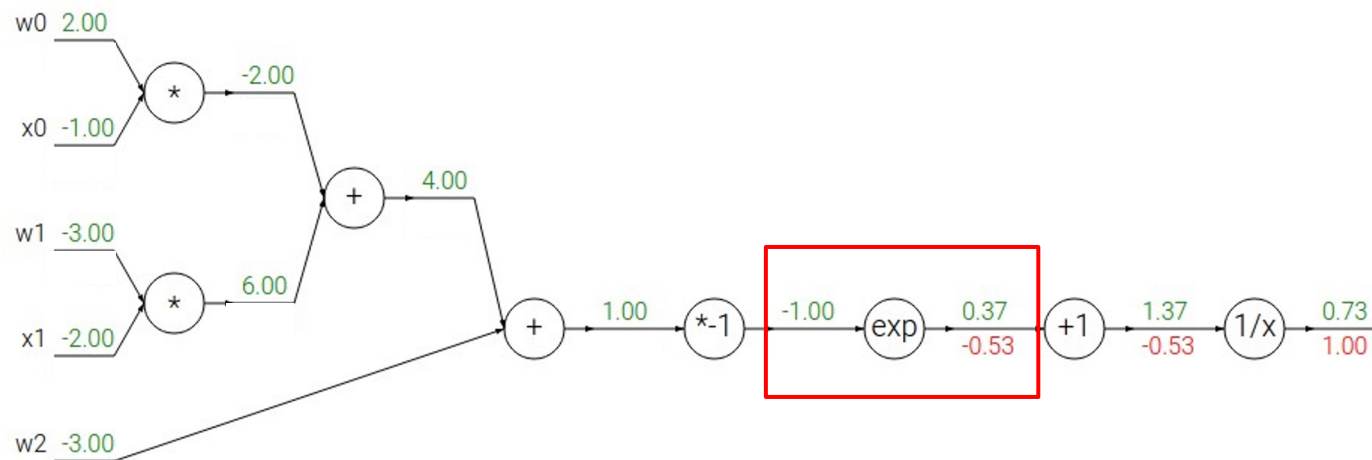 w0 2.00
* -2.00
x0 -1.00
+ 4.00
w1 -3.00
* 6.00
x1 -2.00
+ 1.00 *-1 -1.00 exp 0.37 +1 1.37 1/x 0.73
-0.53 -0.53 1.00
w2 -3.00